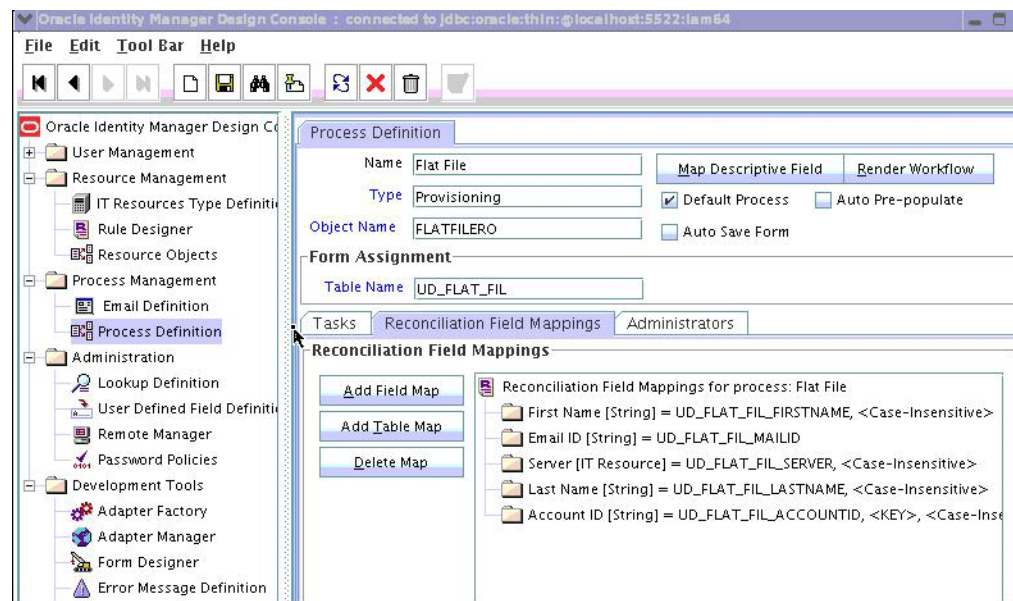 Oracle Identity Manager Design Console : connected to jdbc:oracle:thin:@localhost:5522:iam64
File Edit Tool Bar Help
Oracle Identity Manager Design Co
User Management
Resource Management
IT Resources Type Definiti
Rule Designer
Resource Objects
Process Management
Email Definition
Process Definition
Administration
Lookup Definition
User Defined Field Definiti
Remote Manager
Password Policies
Development Tools
Adapter Factory
Adapter Manager
Form Designer
Error Message Definition
Process Definition
Name Flat File
Map Descriptive Field Render Workflow
Type Provisioning
Default Process Auto Pre-populate
Object Name FLATFILERO
Auto Save Form
Form Assignment
Table Name UD_FLAT_FIL
Tasks Reconciliation Field Mappings Administrators
Reconciliation Field Mappings
Add Field Map
Add Table Map
Delete Map
Reconciliation Field Mappings for process: Flat File
First Name [String] = UD_FLAT_FIL_FIRSTNAME, <Case-Insensitive>
Email ID [String] = UD_FLAT_FIL_MAILID
Server [IT Resource] = UD_FLAT_FIL_SERVER, <Case-Insensitive>
Last Name [String] = UD_FLAT_FIL_LASTNAME, <Case-Insensitive>
Account ID [String] = UD_FLAT_FIL_ACCOUNTID, <KEY>, <Case-Inse